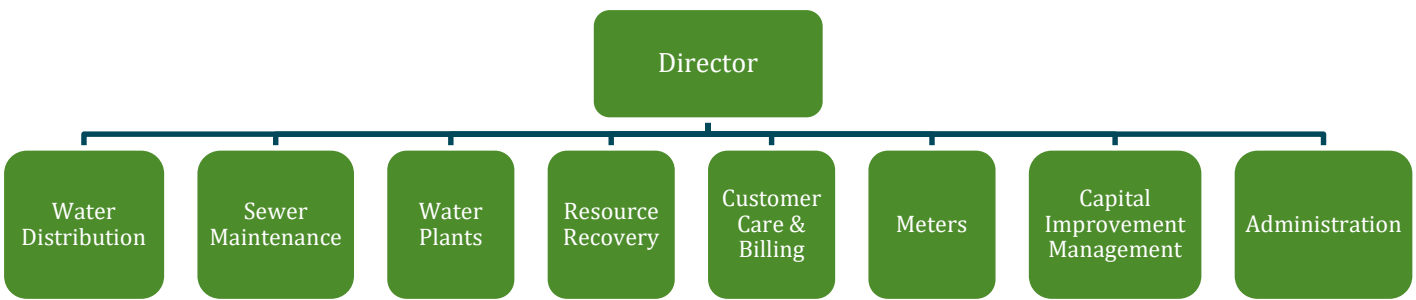 Director
Water
Distribution
Sewer
Maintenance
Water
Plants
Resource
Recovery
Customer
Care &
Billing
Meters
Capital
Improvement
Management
Administration